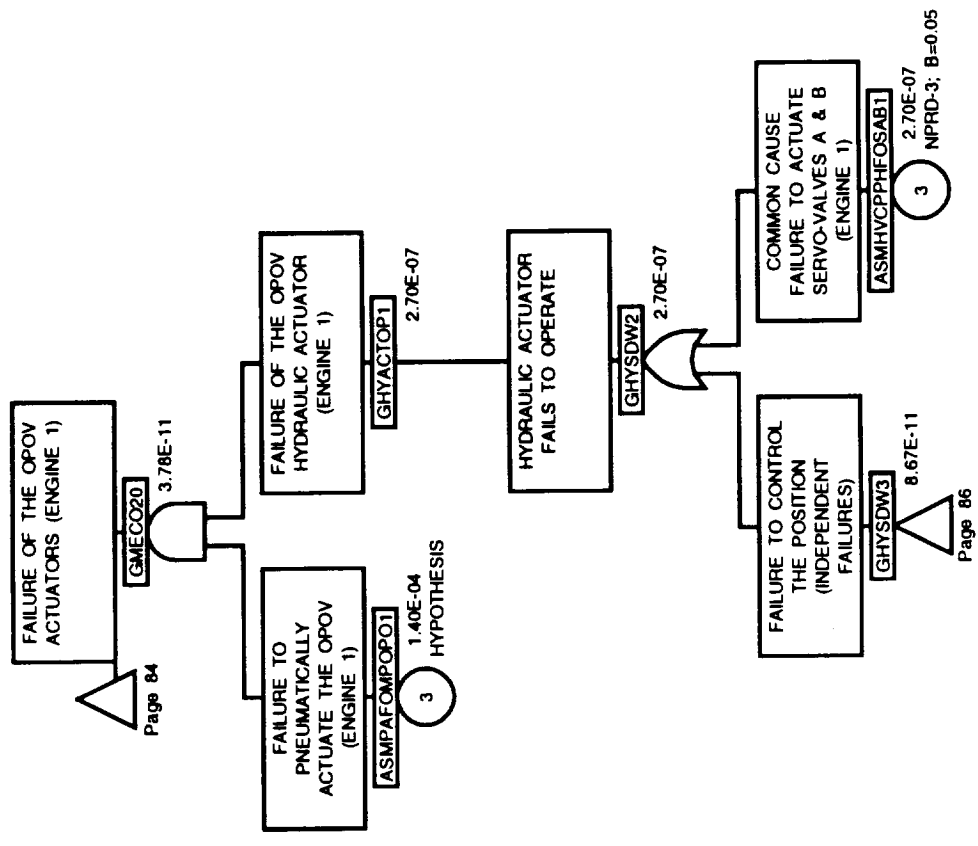 FAILURE OF THE OPOV
ACTUATORS (ENGINE 1)
GMECO20
3.78E-11
Page 84
FAILURE TO
PNEUMATICALLY
ACTUATE THE OPOV
(ENGINE 1)
ASMPAFOMPOPO1
1.40E-04
HYPOTHESIS
3
FAILURE OF THE OPOV
HYDRAULIC ACTUATOR
(ENGINE 1)
GHYACTOP1
2.70E-07
HYDRAULIC ACTUATOR
FAILS TO OPERATE
GHYSDW2
2.70E-07
FAILURE TO CONTROL
THE POSITION
(INDEPENDENT
FAILURES)
GHYSDW3
8.67E-11
Page 86
COMMON CAUSE
FAILURE TO ACTUATE
SERVO-VALVES A & B
(ENGINE 1)
ASMHVCPPHFOSAB1
2.70E-07
NPRD-3; B=0.05
3